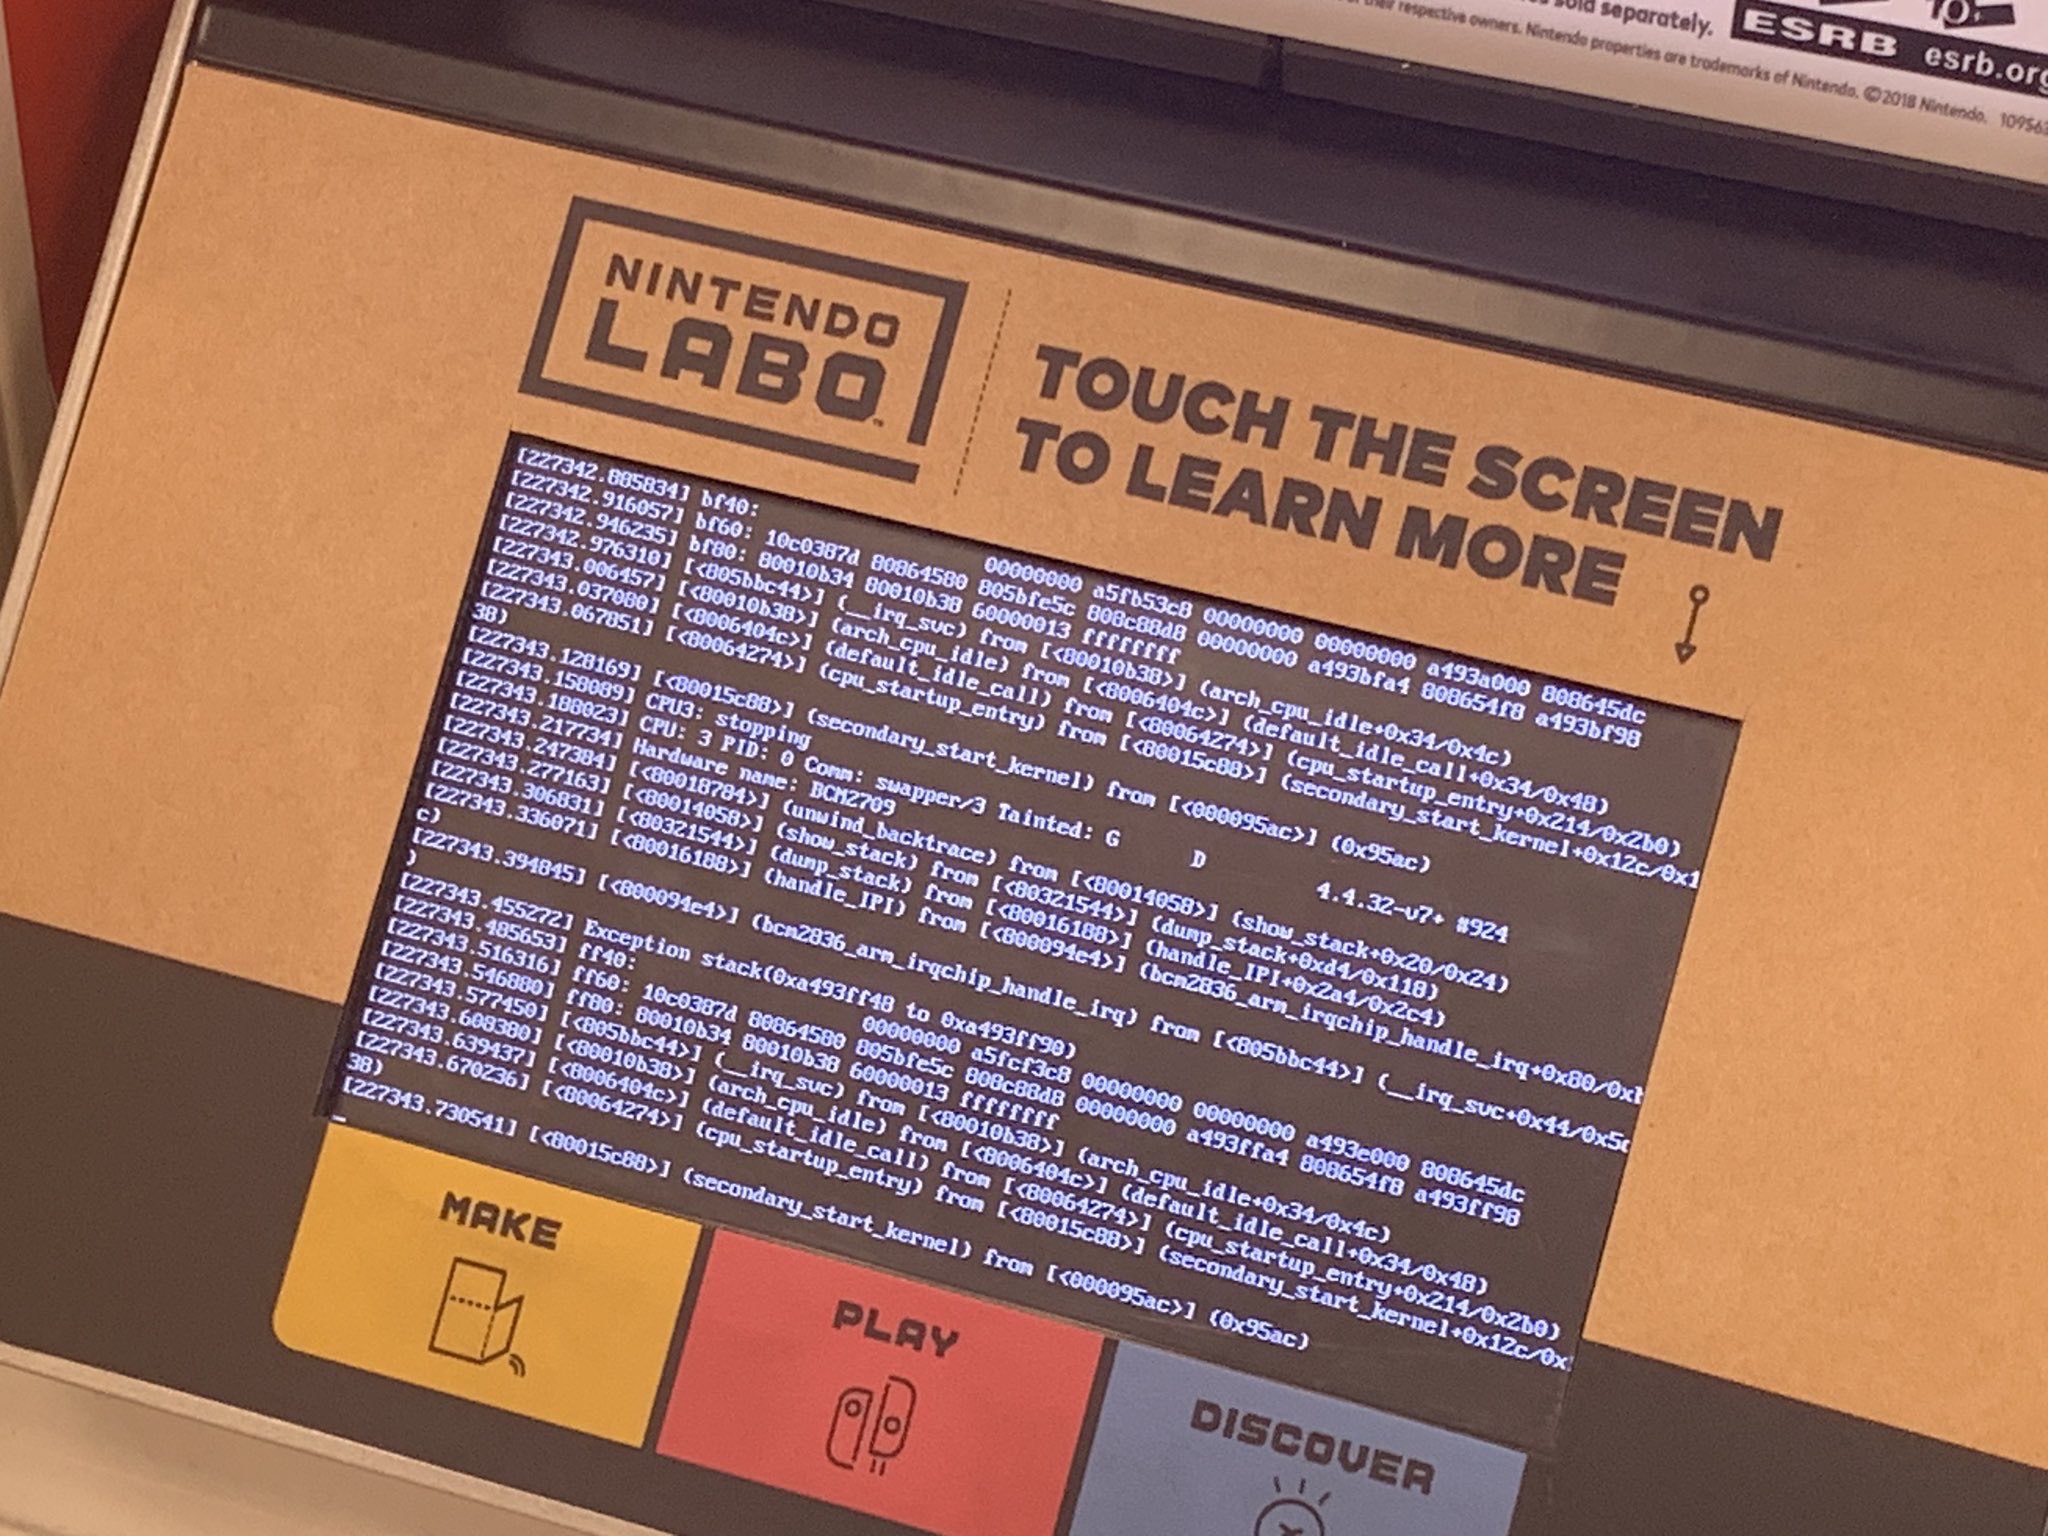 sold separately.
their respective owners. Nintendo properties are trademarks of Nintendo. ©2018 Nintendo.
ESRB esrb.org
NINTENDO
LABO
TOUCH THE SCREEN
TO LEARN MORE
[227342.885834] bf40:                   00000000 a5fb53c8 00000000 00000000 a493a000 808645dc
[227342.916057] bf60: 10c0387d 80864580 805bfe5c 808c88d8 00000000 a493bfa4 808654f8 a493bf98
[227342.946235] bf80: 80010b34 80010b38 60000013 ffffffff
[227342.976310] [<805bbc44>] (__irq_svc) from [<80010b38>] (arch_cpu_idle+0x34/0x4c)
[227343.006457] [<80010b38>] (arch_cpu_idle) from [<8006404c>] (default_idle_call+0x34/0x48)
[227343.037080] [<8006404c>] (default_idle_call) from [<80064274>] (cpu_startup_entry+0x214/0x2b0)
[227343.067851] [<80064274>] (cpu_startup_entry) from [<80015c88>] (secondary_start_kernel+0x12c/0x1
38)
[227343.128169] [<80015c88>] (secondary_start_kernel) from [<000095ac>] (0x95ac)
[227343.158089] CPU3: stopping
[227343.188023] CPU: 3 PID: 0 Comm: swapper/3 Tainted: G      D         4.4.32-v7+ #924
[227343.217734] Hardware name: BCM2709
[227343.247384] [<80018784>] (unwind_backtrace) from [<80014058>] (show_stack+0x20/0x24)
[227343.277163] [<80014058>] (show_stack) from [<80321544>] (dump_stack+0xd4/0x118)
[227343.306831] [<80321544>] (dump_stack) from [<80016188>] (handle_IPI+0x2a4/0x2c4)
[227343.336071] [<80016188>] (handle_IPI) from [<800094e4>] (bcm2836_arm_irqchip_handle_irq+0x80/0x
c)
[227343.394845] [<800094e4>] (bcm2836_arm_irqchip_handle_irq) from [<805bbc44>] (__irq_svc+0x44/0x5c
)
[227343.455272] Exception stack(0xa493ff48 to 0xa493ff90)
[227343.485653] ff40:                   00000000 a5fcf3c8 00000000 00000000 a493e000 808645dc
[227343.516316] ff60: 10c0387d 80864580 805bfe5c 808c88d8 00000000 a493ffa4 808654f8 a493ff98
[227343.546880] ff80: 80010b34 80010b38 60000013 ffffffff
[227343.577450] [<805bbc44>] (__irq_svc) from [<80010b38>] (arch_cpu_idle+0x34/0x4c)
[227343.608380] [<80010b38>] (arch_cpu_idle) from [<8006404c>] (default_idle_call+0x34/0x48)
[227343.639437] [<8006404c>] (default_idle_call) from [<80064274>] (cpu_startup_entry+0x214/0x2b0)
[227343.670236] [<80064274>] (cpu_startup_entry) from [<80015c88>] (secondary_start_kernel+0x12c/0x
38)
[227343.730541] [<80015c88>] (secondary_start_kernel) from [<000095ac>] (0x95ac)
MAKE
PLAY
DISCOVER